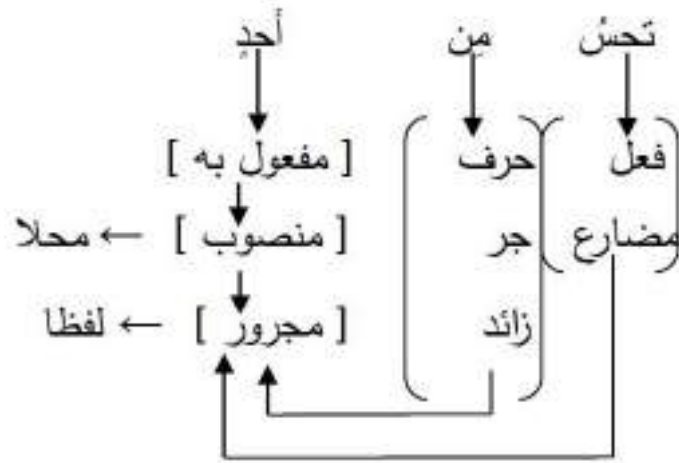 تحسُ من أحدٍ
فعل حرف [ مفعول به ]
مضارع جر [ منصوب ] ← محلا
زائد [ مجرور ] ← لفظا